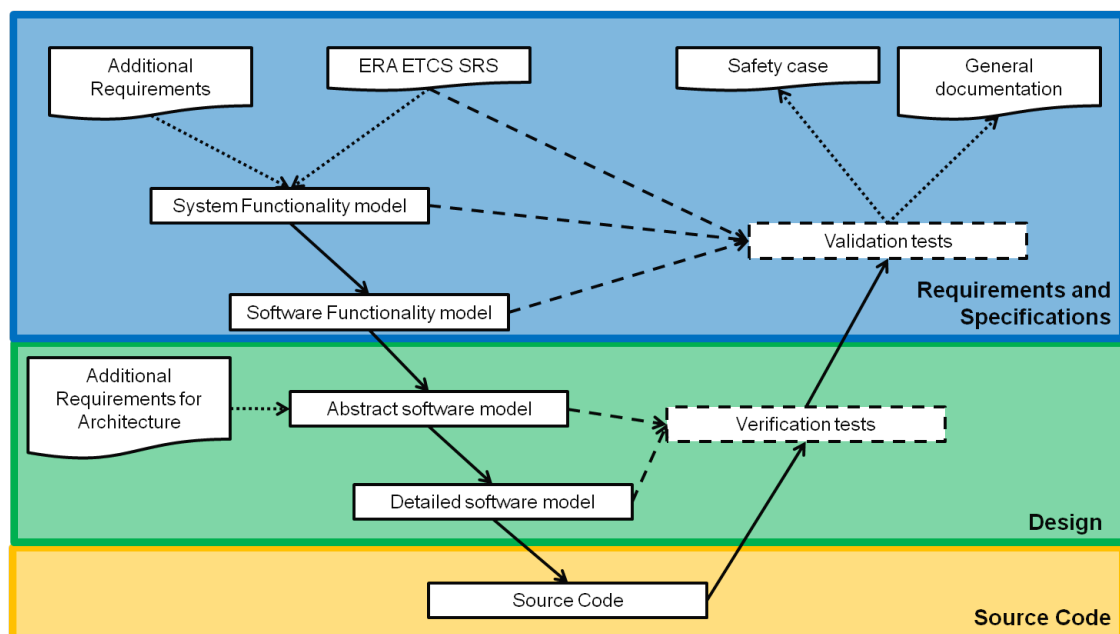 Additional
Requirements
ERA ETCS SRS
Safety case
General
documentation
System Functionality model
Validation tests
Software Functionality model
Requirements and
Specifications
Additional
Requirements for
Architecture
Abstract software model
Verification tests
Detailed software model
Design
Source Code
Source Code